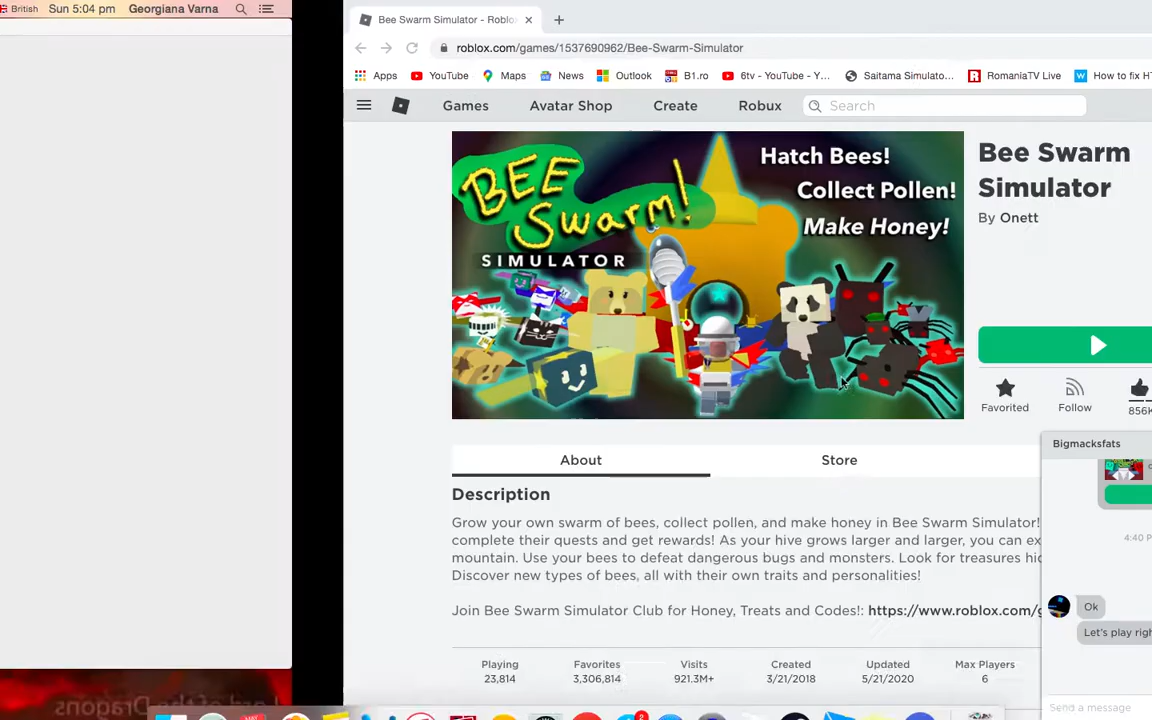 British Sun 5:04 pm Georgiana Varna
Bee Swarm Simulator - Roblo
roblox.com/games/1537690962/Bee-Swarm-Simulator
Apps YouTube Maps News Outlook B1.ro 6tv - YouTube - Y... Saitama Simulato... RomaniaTV Live How to fix HT
Games Avatar Shop Create Robux Search
BEE Swarm!
SIMULATOR
Hatch Bees!
Collect Pollen!
Make Honey!
Bee Swarm
Simulator
By Onett
Favorited Follow 856K
Bigmacksfats
About Store
Description
Grow your own swarm of bees, collect pollen, and make honey in Bee Swarm Simulator!
complete their quests and get rewards! As your hive grows larger and larger, you can ex
mountain. Use your bees to defeat dangerous bugs and monsters. Look for treasures hid
Discover new types of bees, all with their own traits and personalities!
Join Bee Swarm Simulator Club for Honey, Treats and Codes!: https://www.roblox.com/g
4:40 P
Ok
Let's play righ
Playing Favorites Visits Created Updated Max Players
23,814 3,306,814 921.3M+ 3/21/2018 5/21/2020 6
Send a message
Lord of the Dragons
2